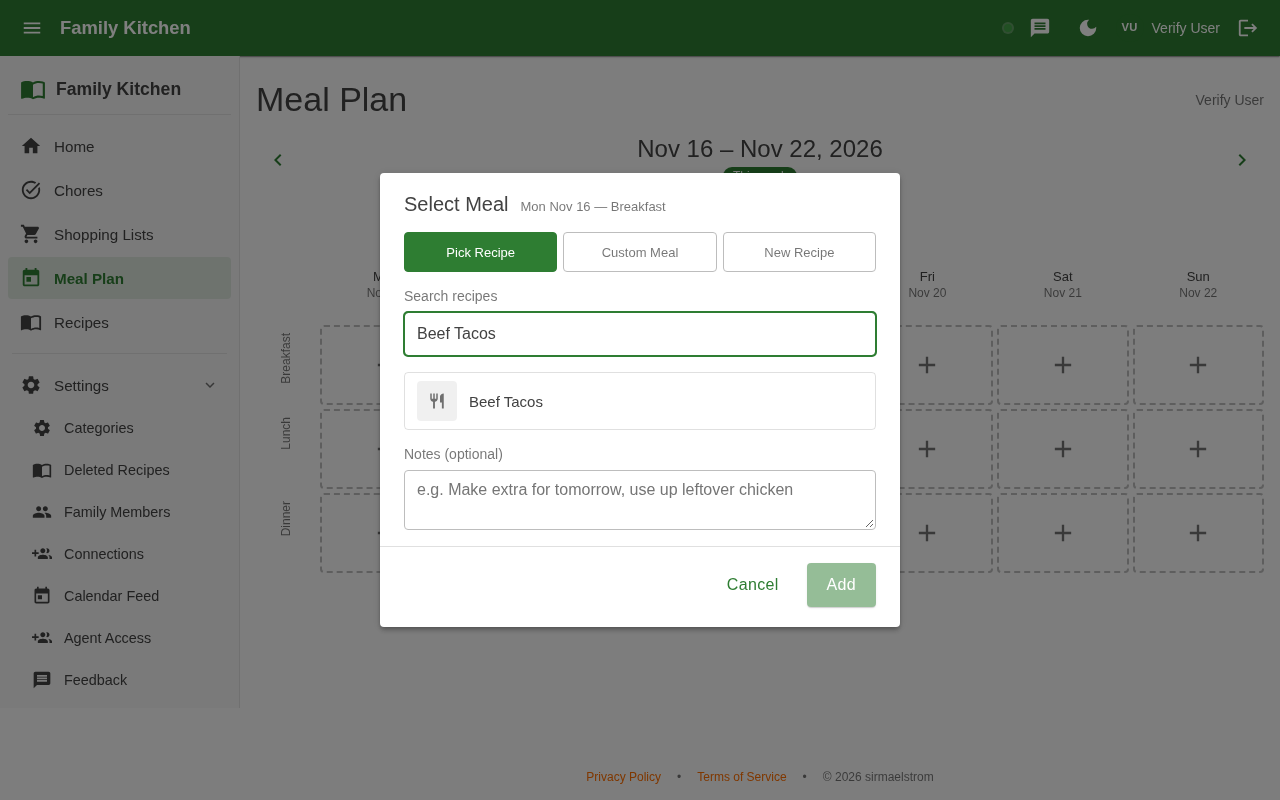 Family Kitchen
VU Verify User
Family Kitchen
Home
Chores
Shopping Lists
Meal Plan
Recipes
Settings
Categories
Deleted Recipes
Family Members
Connections
Calendar Feed
Agent Access
Feedback
Meal Plan
Verify User
Nov 16 – Nov 22, 2026
Fri
Nov 20
Sat
Nov 21
Sun
Nov 22
Breakfast
Lunch
Dinner
Select Meal Mon Nov 16 — Breakfast
Pick Recipe Custom Meal New Recipe
Search recipes
Beef Tacos
Beef Tacos
Notes (optional)
e.g. Make extra for tomorrow, use up leftover chicken
Cancel Add
Privacy Policy • Terms of Service • © 2026 sirmaelstrom